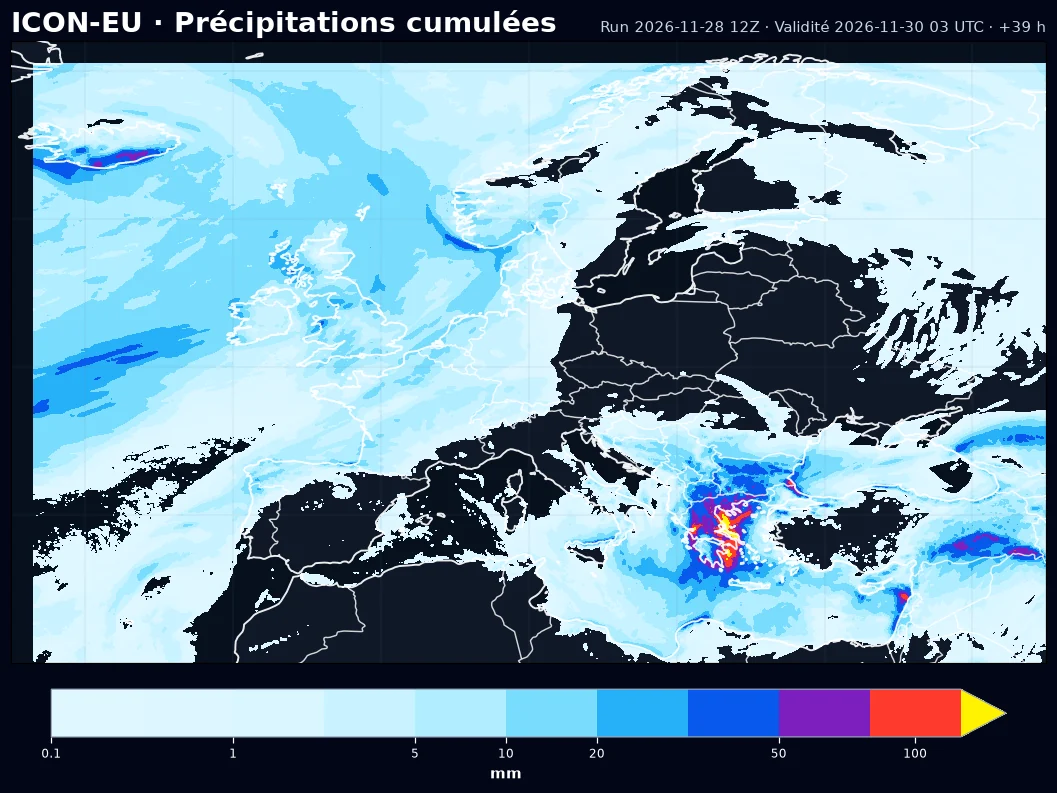 ICON-EU · Précipitations cumulées
Run 2026-11-28 12Z · Validité 2026-11-30 03 UTC · +39 h
0.1 1 5 10 20 50 100
mm